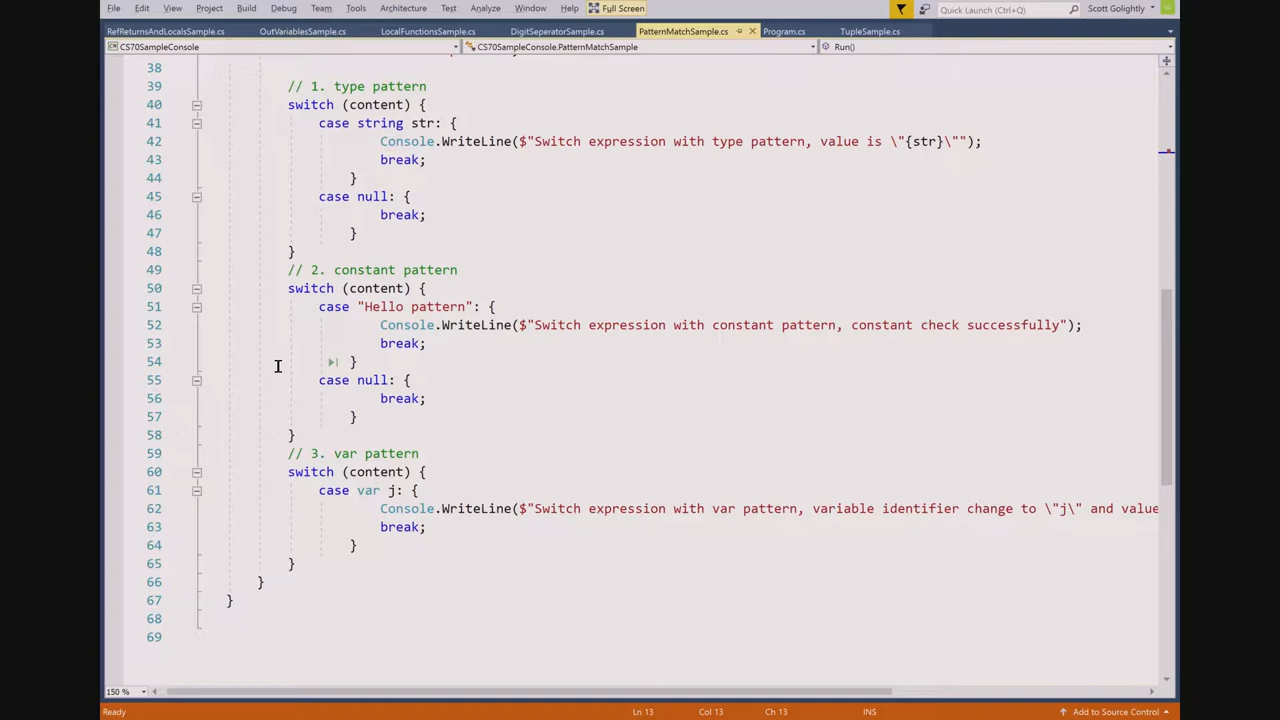 File Edit View Project Build Debug Team Tools Architecture Test Analyze Window Help Full Screen Quick Launch (Ctrl+Q) Scott Golightly
RefReturnsAndLocalsSample.cs OutVariablesSample.cs LocalFunctionsSample.cs DigitSeperatorSample.cs PatternMatchSample.cs Program.cs TupleSample.cs
CS70SampleConsole CS70SampleConsole.PatternMatchSample Run()
38
39 // 1. type pattern
40 switch (content) {
41 case string str: {
42 Console.WriteLine($"Switch expression with type pattern, value is \"{str}\"");
43 break;
44 }
45 case null: {
46 break;
47 }
48 }
49 // 2. constant pattern
50 switch (content) {
51 case "Hello pattern": {
52 Console.WriteLine($"Switch expression with constant pattern, constant check successfully");
53 break;
54 }
55 case null: {
56 break;
57 }
58 }
59 // 3. var pattern
60 switch (content) {
61 case var j: {
62 Console.WriteLine($"Switch expression with var pattern, variable identifier change to \"j\" and value
63 break;
64 }
65 }
66 }
67 }
68
69
150 %
Ready Ln 13 Col 13 Ch 13 INS Add to Source Control